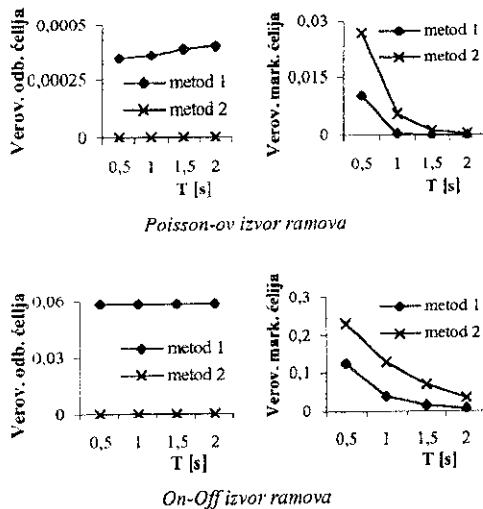 Verov. odb. ćelija
0,0005
0,00025
0
metod 1
metod 2
0,5 1 1,5 2
T [s]
Verov. mark. ćelija
0,03
0,015
0
metod 1
metod 2
0,5 1 1,5 2
T [s]
Poisson-ov izvor ramova
Verov. odb. ćelija
0,06
0,03
0
metod 1
metod 2
0,5 1 1,5 2
T [s]
Verov. mark. ćelija
0,3
0,2
0,1
0
metod 1
metod 2
0,5 1 1,5 2
T [s]
On-Off izvor ramova